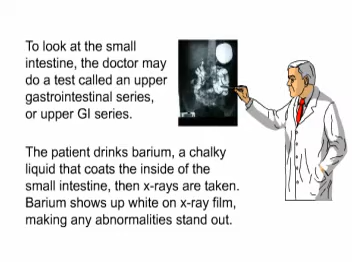 To look at the small
intestine, the doctor may
do a test called an upper
gastrointestinal series,
or upper GI series.
The patient drinks barium, a chalky
liquid that coats the inside of the
small intestine, then x-rays are taken.
Barium shows up white on x-ray film,
making any abnormalities stand out.